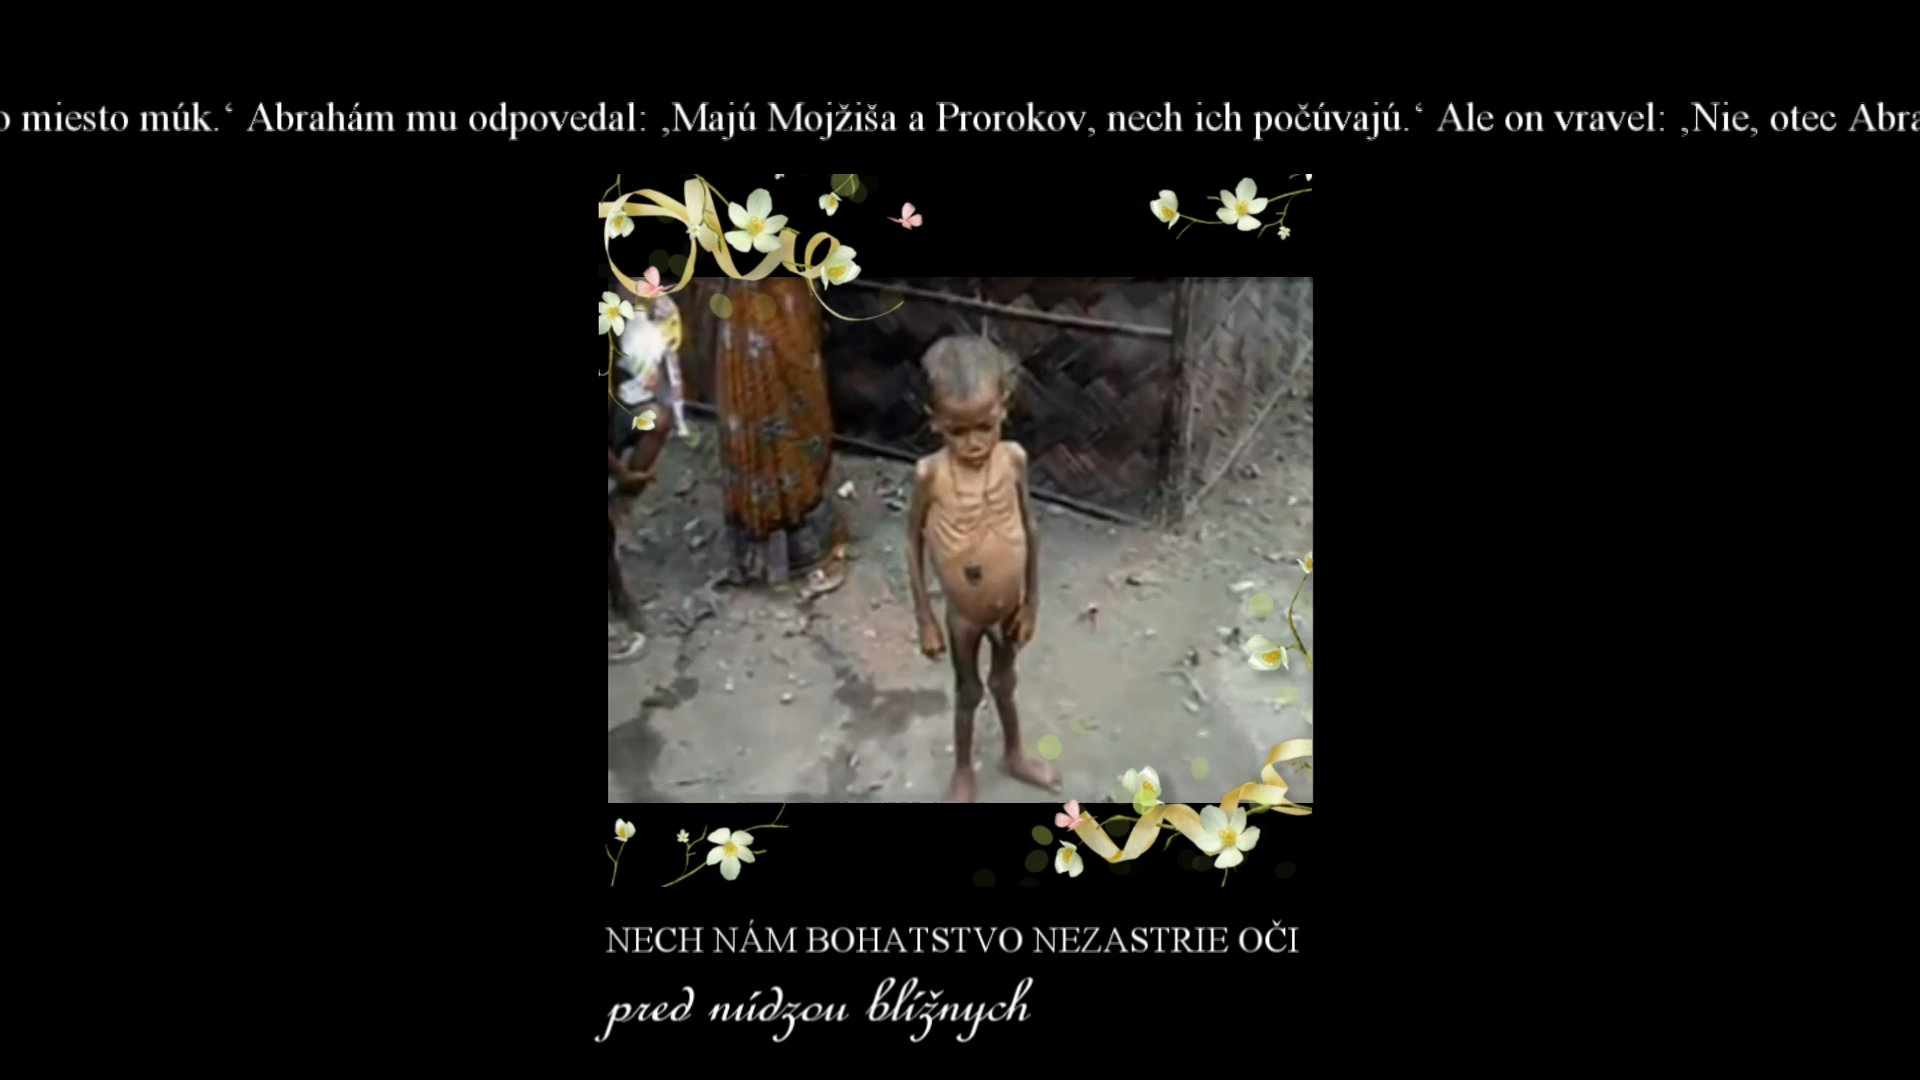 o miesto múk.‘ Abrahám mu odpovedal: ‚Majú Mojžiša a Prorokov, nech ich počúvajú.‘ Ale on vravel: ‚Nie, otec Abra
NECH NÁM BOHATSTVO NEZASTRIE OČI
pred núdzou blížnych